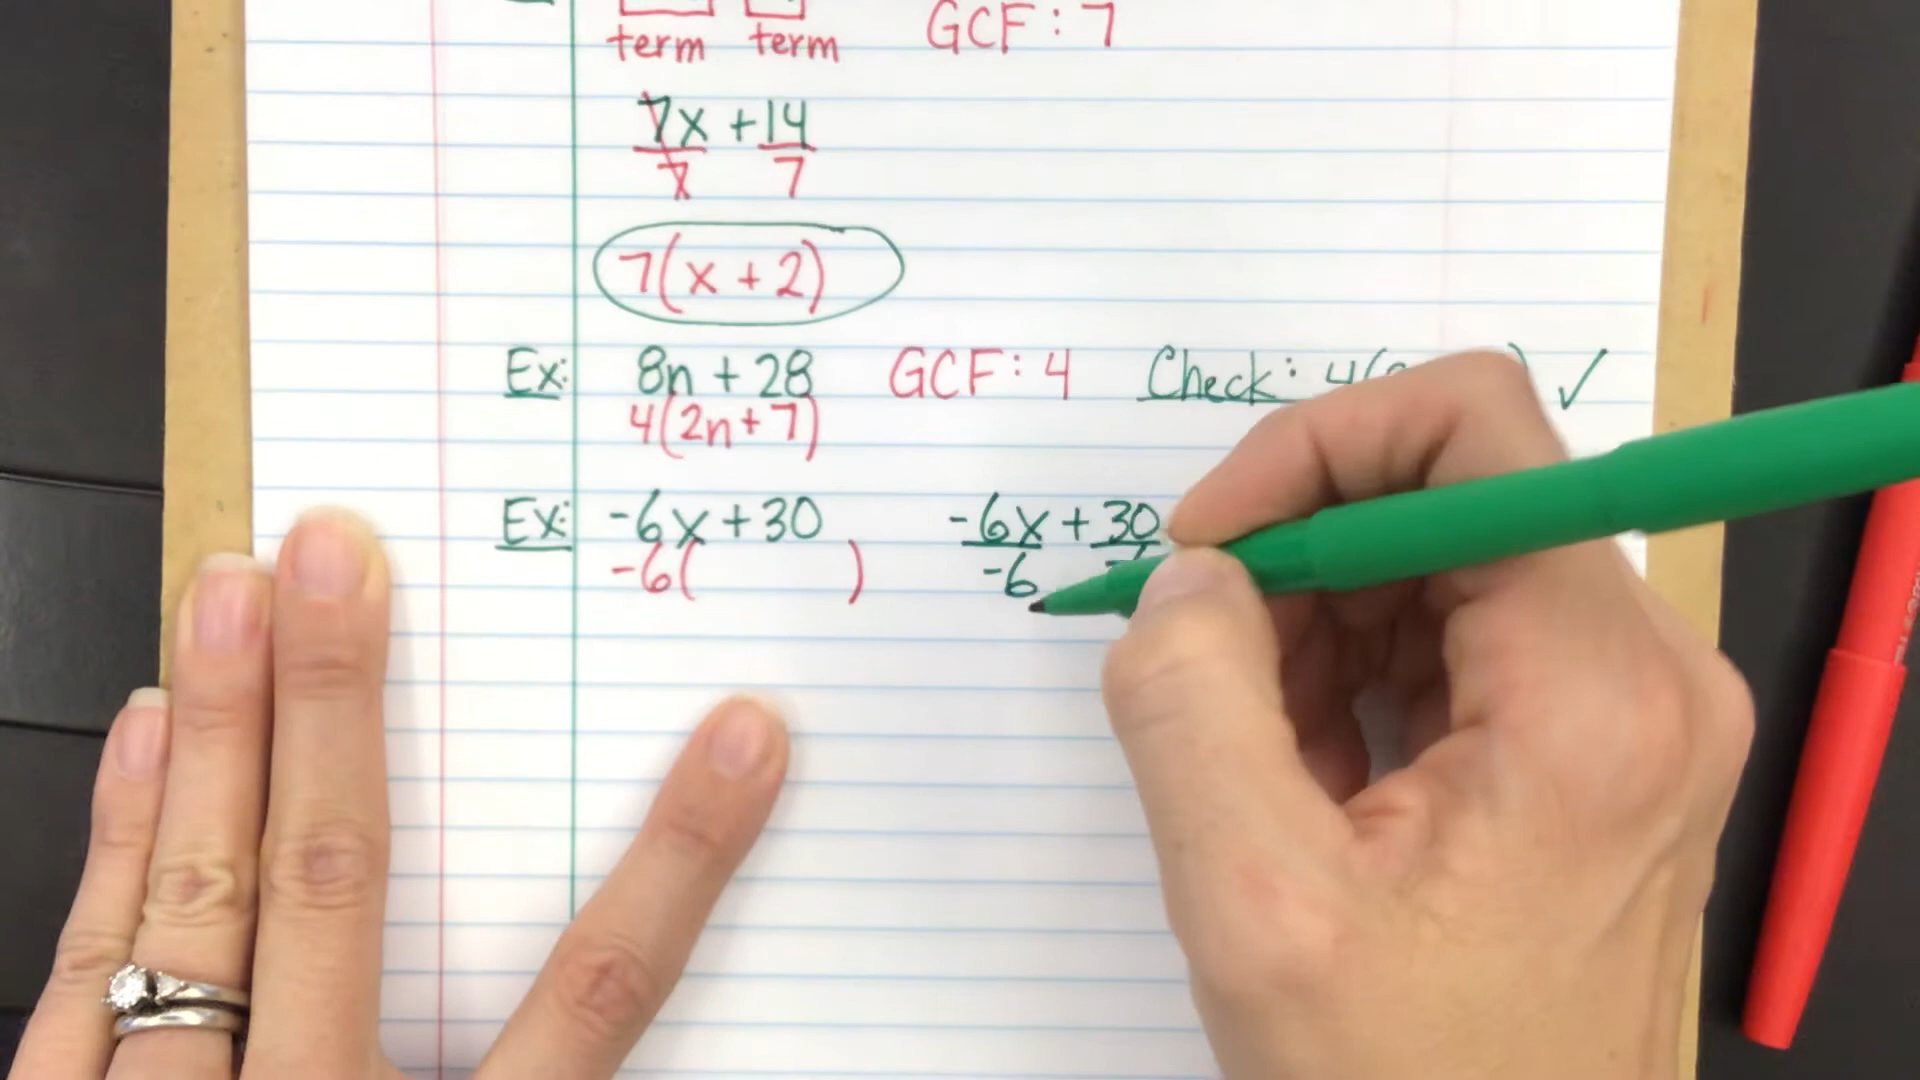 term term GCF: 7
7x + 14
7 7
7(x + 2)
Ex: 8n + 28 GCF: 4 Check: 4( ) ✓
4(2n + 7)
Ex: -6x + 30 -6x + 30
-6( ) -6